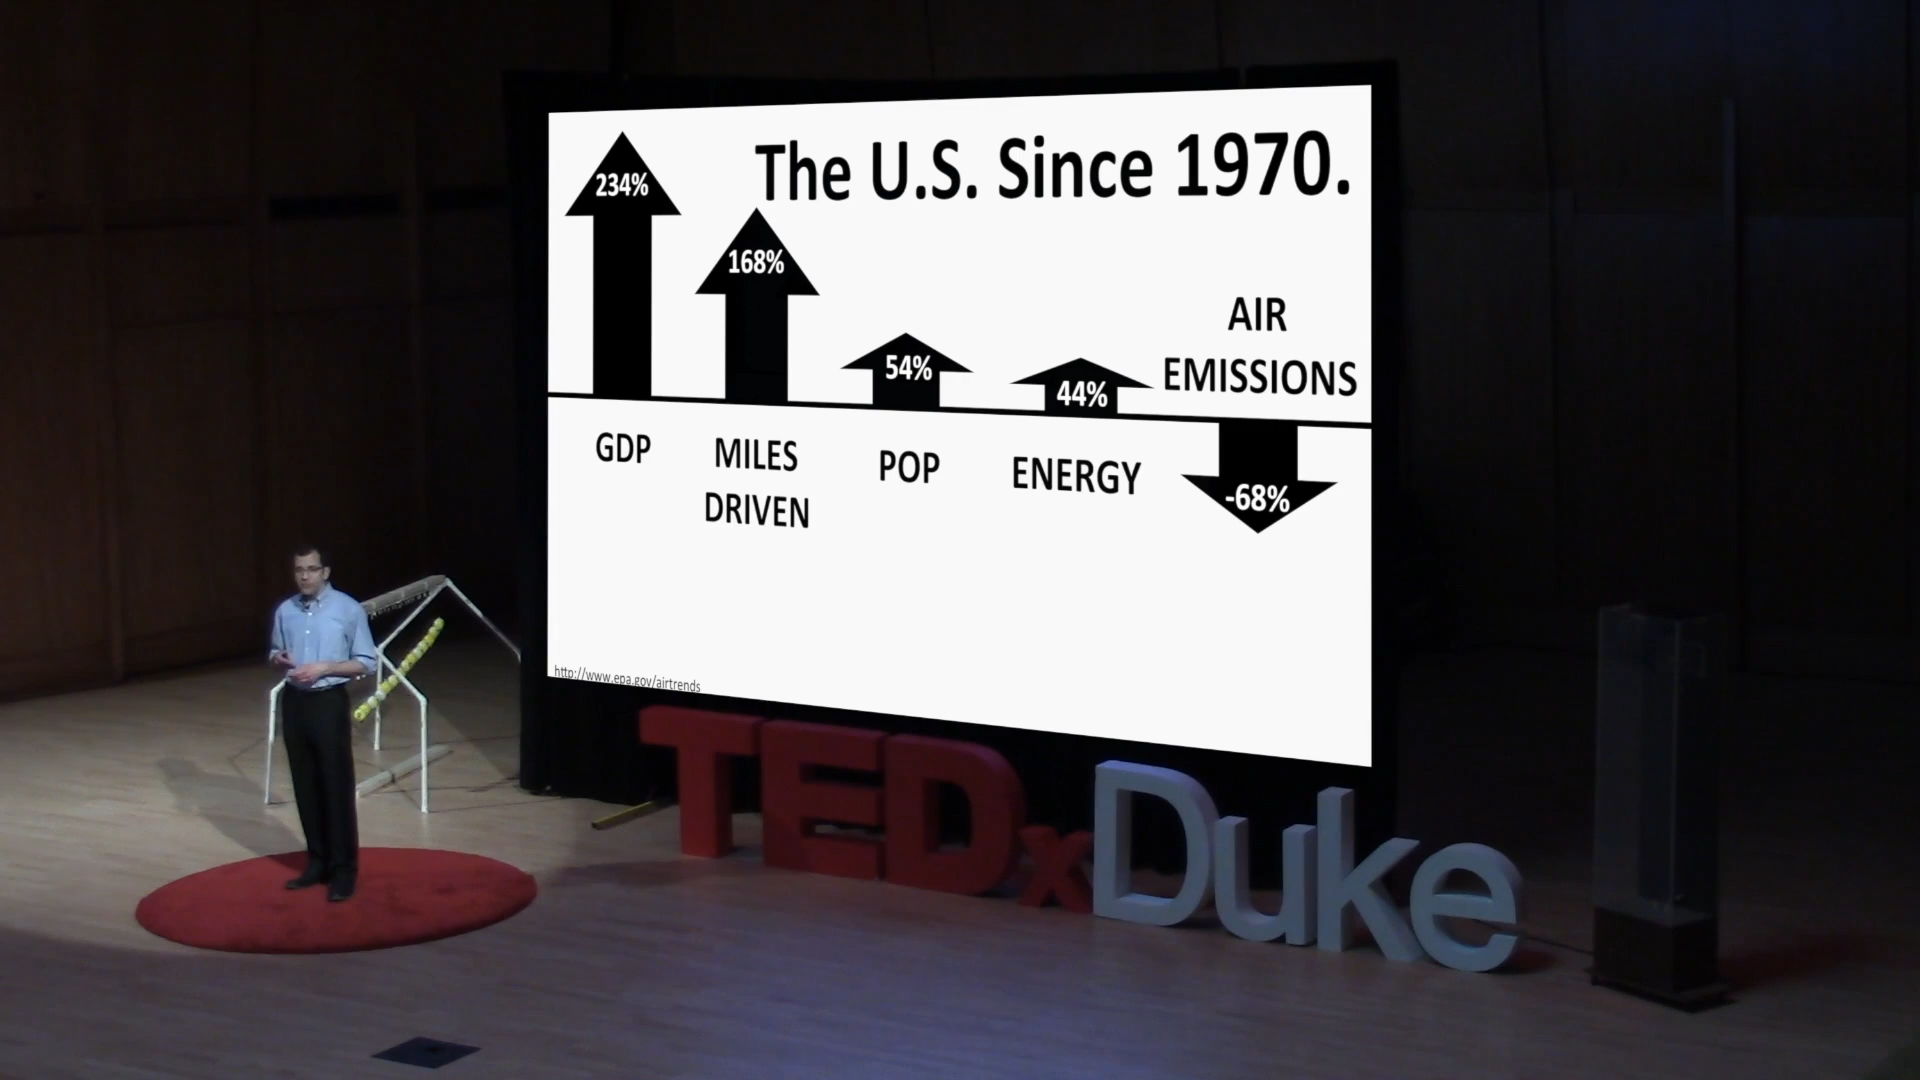 The U.S. Since 1970.
234%
168%
54%
44%
AIR
EMISSIONS
GDP
MILES
DRIVEN
POP
ENERGY
-68%
http://www.epa.gov/airtrends
TEDxDuke